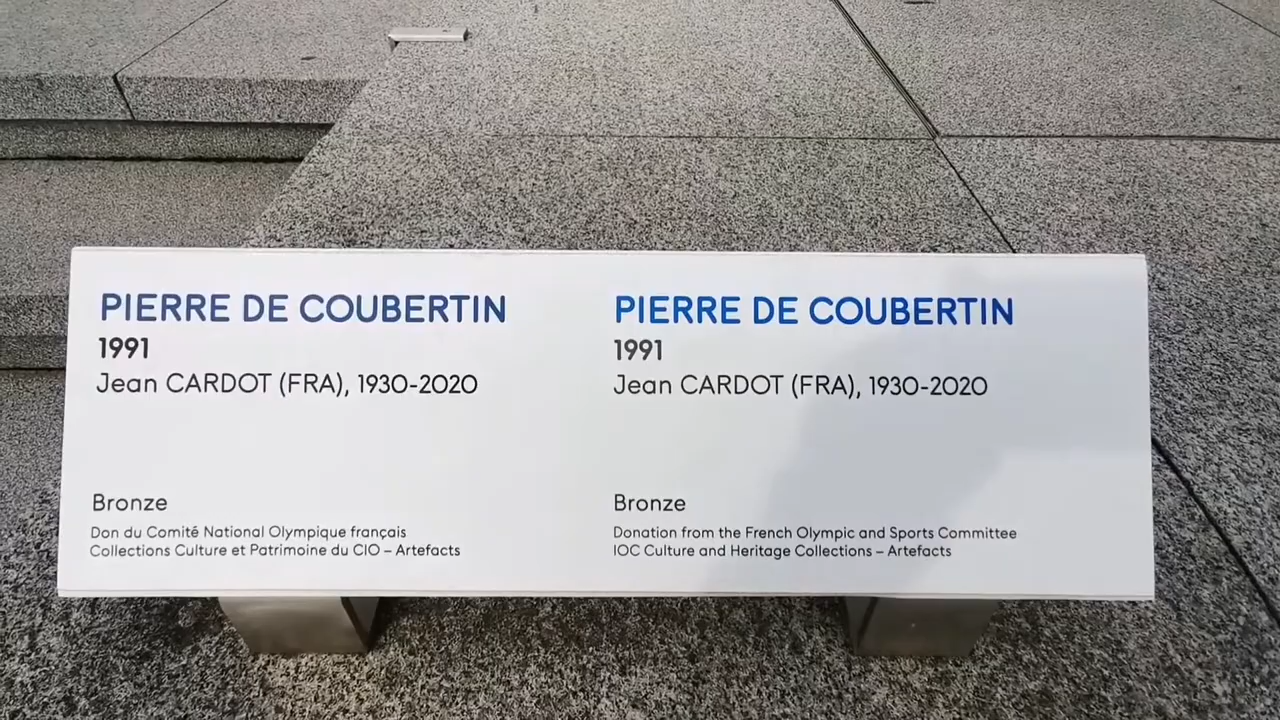 PIERRE DE COUBERTIN
1991
Jean CARDOT (FRA), 1930-2020
Bronze
Don du Comité National Olympique français
Collections Culture et Patrimoine du CIO – Artefacts
PIERRE DE COUBERTIN
1991
Jean CARDOT (FRA), 1930-2020
Bronze
Donation from the French Olympic and Sports Committee
IOC Culture and Heritage Collections – Artefacts